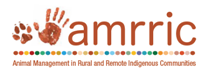 amrric
Animal Management in Rural and Remote Indigenous Communities